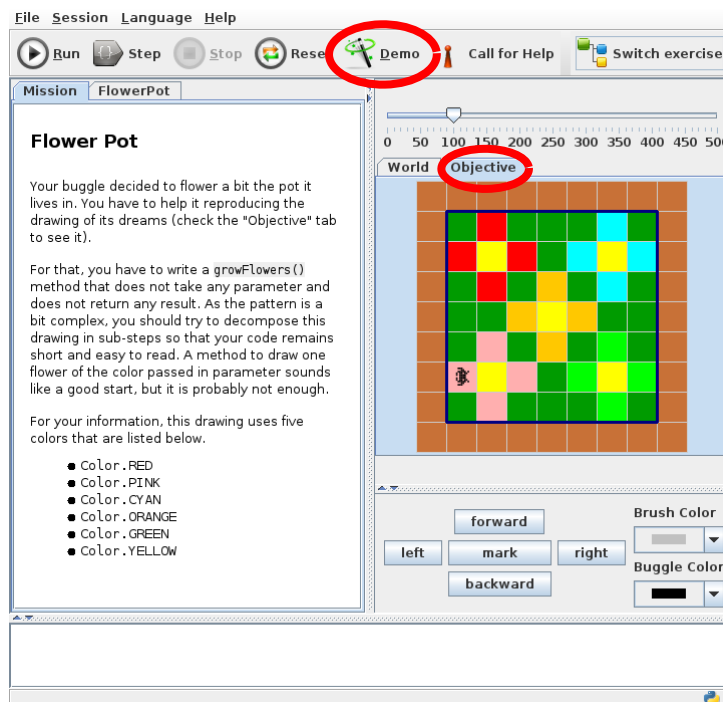 File Session Language Help
Run Step Stop Rese Demo Call for Help Switch exercise
Mission FlowerPot
Flower Pot
Your buggle decided to flower a bit the pot it
lives in. You have to help it reproducing the
drawing of its dreams (check the "Objective" tab
to see it).
For that, you have to write a growFlowers()
method that does not take any parameter and
does not return any result. As the pattern is a
bit complex, you should try to decompose this
drawing in sub-steps so that your code remains
short and easy to read. A method to draw one
flower of the color passed in parameter sounds
like a good start, but it is probably not enough.
For your information, this drawing uses five
colors that are listed below.
Color.RED
Color.PINK
Color.CYAN
Color.ORANGE
Color.GREEN
Color.YELLOW
0 50 100 150 200 250 300 350 400 450 500
World Objective
forward
left mark right
backward
Brush Color
Buggle Color